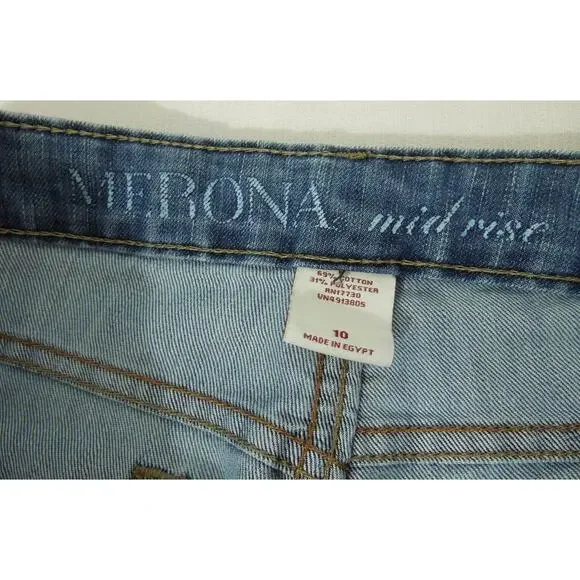 MERONA mid rise
69% COTTON
31% POLYESTER
RN17730
VN4913805
10
MADE IN EGYPT